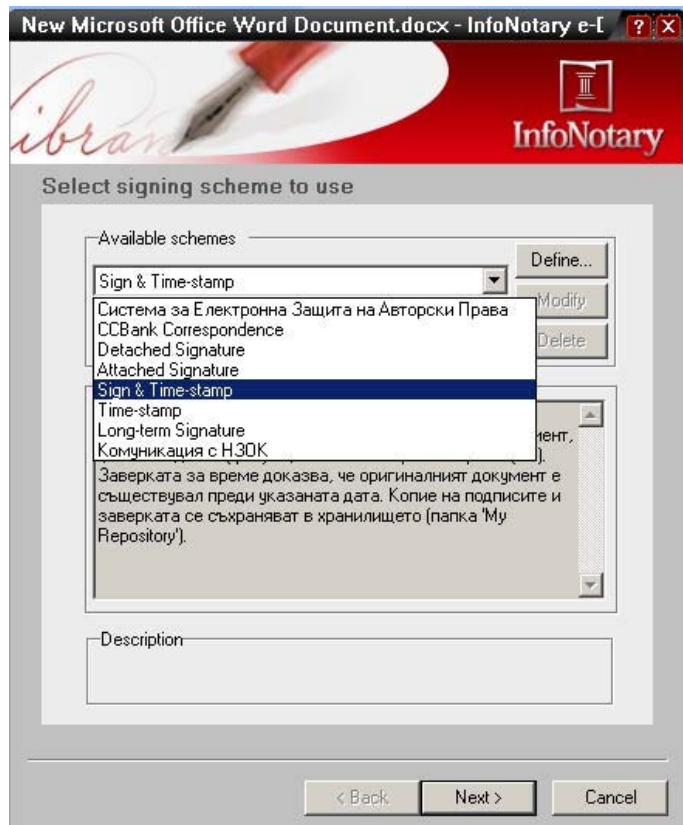 New Microsoft Office Word Document.docx - InfoNotary e-
InfoNotary
Select signing scheme to use
Available schemes
Define...
Sign & Time-stamp
Modify
Система за Електронна Защита на Авторски Права
CCBank Correspondence
Delete
Detached Signature
Attached Signature
Sign & Time-stamp
Time-stamp
Long-term Signature
Комуникация с НЗОК
Заверката за време доказва, че оригиналният документ е
съществувал преди указаната дата. Копие на подписите и
заверката се съхраняват в хранилището (папка 'My
Repository').
Description
< Back
Next >
Cancel